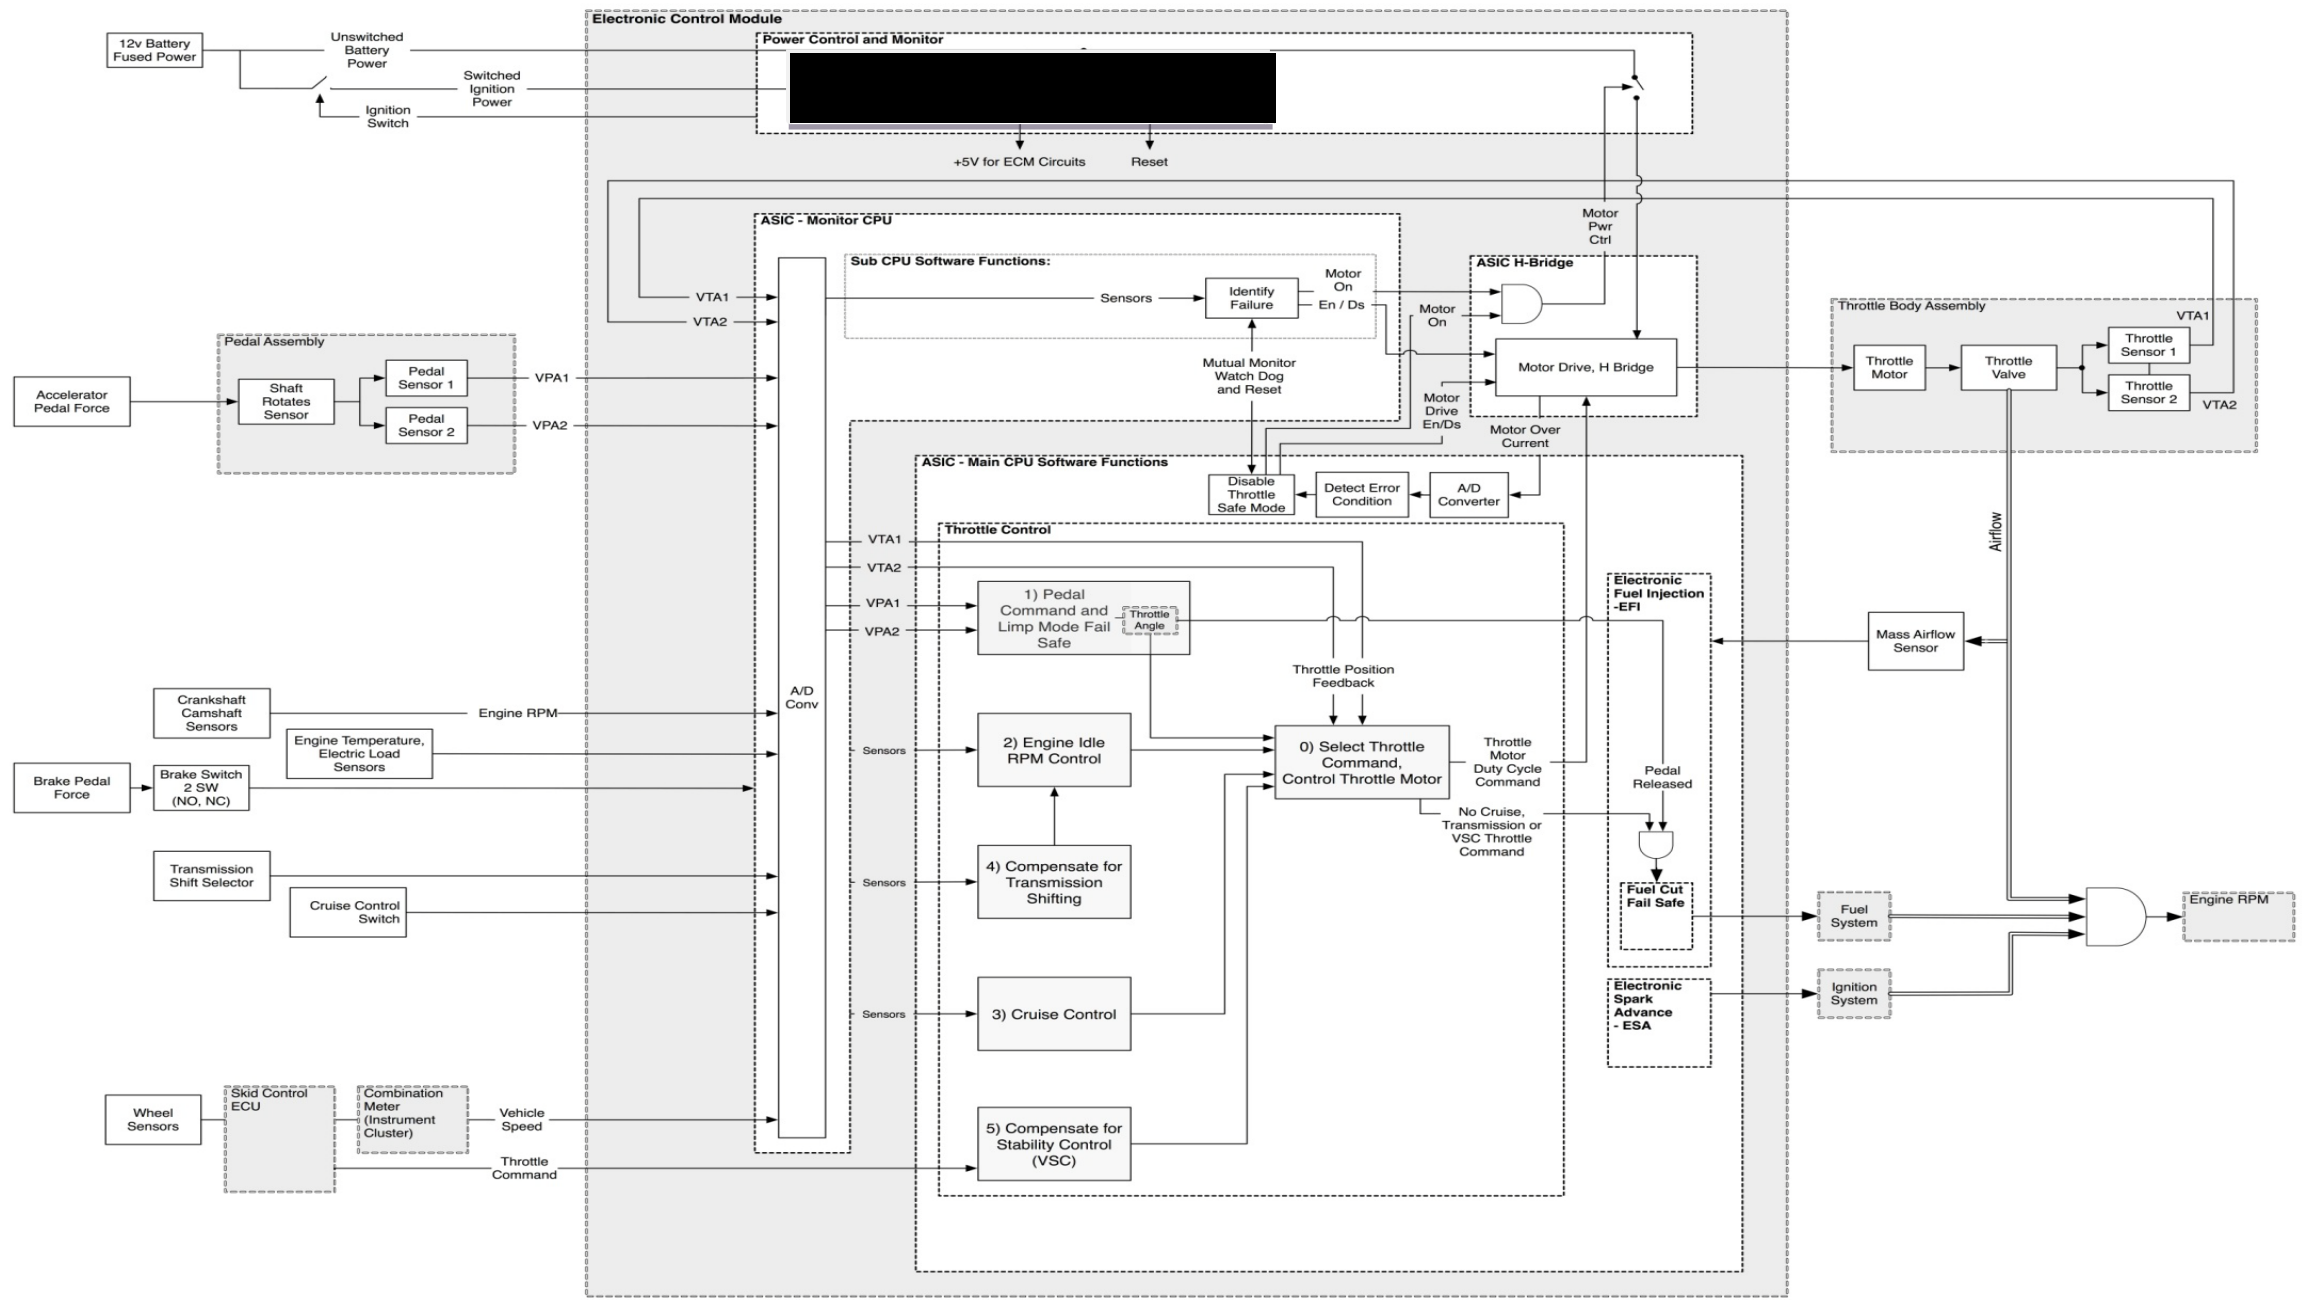 Electronic Control Module
12v Battery
Fused Power
Unswitched
Battery
Power
Switched
Ignition
Power
Ignition
Switch
Power Control and Monitor
+5V for ECM Circuits
Reset
ASIC - Monitor CPU
Sub CPU Software Functions:
VTA1
VTA2
Sensors
Identify
Failure
Motor
On
En / Ds
Motor
On
Motor
Pwr
Ctrl
ASIC H-Bridge
Motor Drive, H Bridge
Mutual Monitor
Watch Dog
and Reset
Motor
Drive
En/Ds
Motor Over
Current
Throttle Body Assembly
Throttle
Motor
Throttle
Valve
Throttle
Sensor 1
Throttle
Sensor 2
VTA1
VTA2
Accelerator
Pedal Force
Pedal Assembly
Shaft
Rotates
Sensor
Pedal
Sensor 1
Pedal
Sensor 2
VPA1
VPA2
ASIC - Main CPU Software Functions
Disable
Throttle
Safe Mode
Detect Error
Condition
A/D
Converter
Throttle Control
VTA1
VTA2
VPA1
VPA2
1) Pedal
Command and
Limp Mode Fail
Safe
Throttle
Angle
Throttle Position
Feedback
A/D
Conv
Crankshaft
Camshaft
Sensors
Engine RPM
Engine Temperature,
Electric Load
Sensors
Brake Pedal
Force
Brake Switch
2 SW
(NO, NC)
Transmission
Shift Selector
Cruise Control
Switch
Sensors
2) Engine Idle
RPM Control
Sensors
4) Compensate for
Transmission
Shifting
Sensors
3) Cruise Control
5) Compensate for
Stability Control
(VSC)
0) Select Throttle
Command,
Control Throttle Motor
Throttle
Motor
Duty Cycle
Command
No Cruise,
Transmission or
VSC Throttle
Command
Electronic
Fuel Injection
-EFI
Pedal
Released
Fuel Cut
Fail Safe
Electronic
Spark
Advance
- ESA
Airflow
Mass Airflow
Sensor
Fuel
System
Ignition
System
Engine RPM
Wheel
Sensors
Skid Control
ECU
Combination
Meter
(Instrument
Cluster)
Vehicle
Speed
Throttle
Command